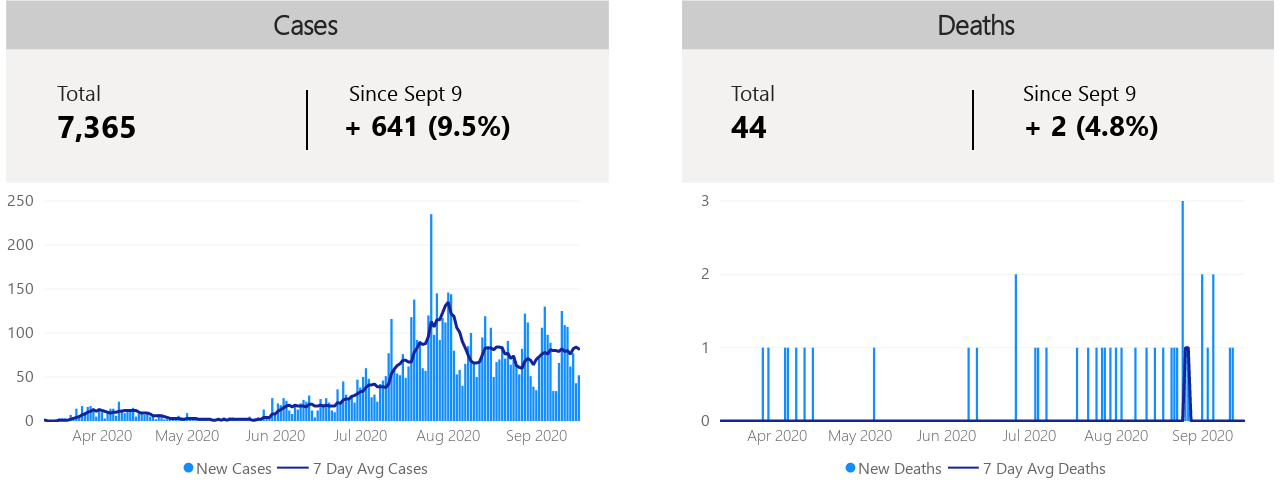 Cases
Total
7,365
Since Sept 9
+ 641 (9.5%)
250
200
150
100
50
0
Apr 2020 May 2020 Jun 2020 Jul 2020 Aug 2020 Sep 2020
New Cases 7 Day Avg Cases
Deaths
Total
44
Since Sept 9
+ 2 (4.8%)
3
2
1
0
Apr 2020 May 2020 Jun 2020 Jul 2020 Aug 2020 Sep 2020
New Deaths 7 Day Avg Deaths